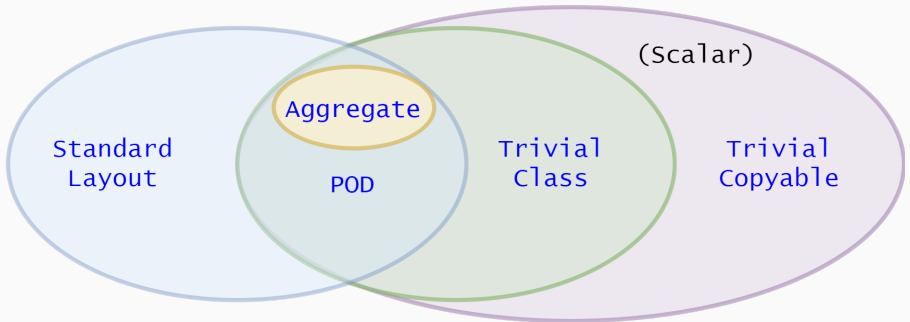 (Scalar)
Aggregate
Standard
Layout
POD
Trivial
Class
Trivial
Copyable